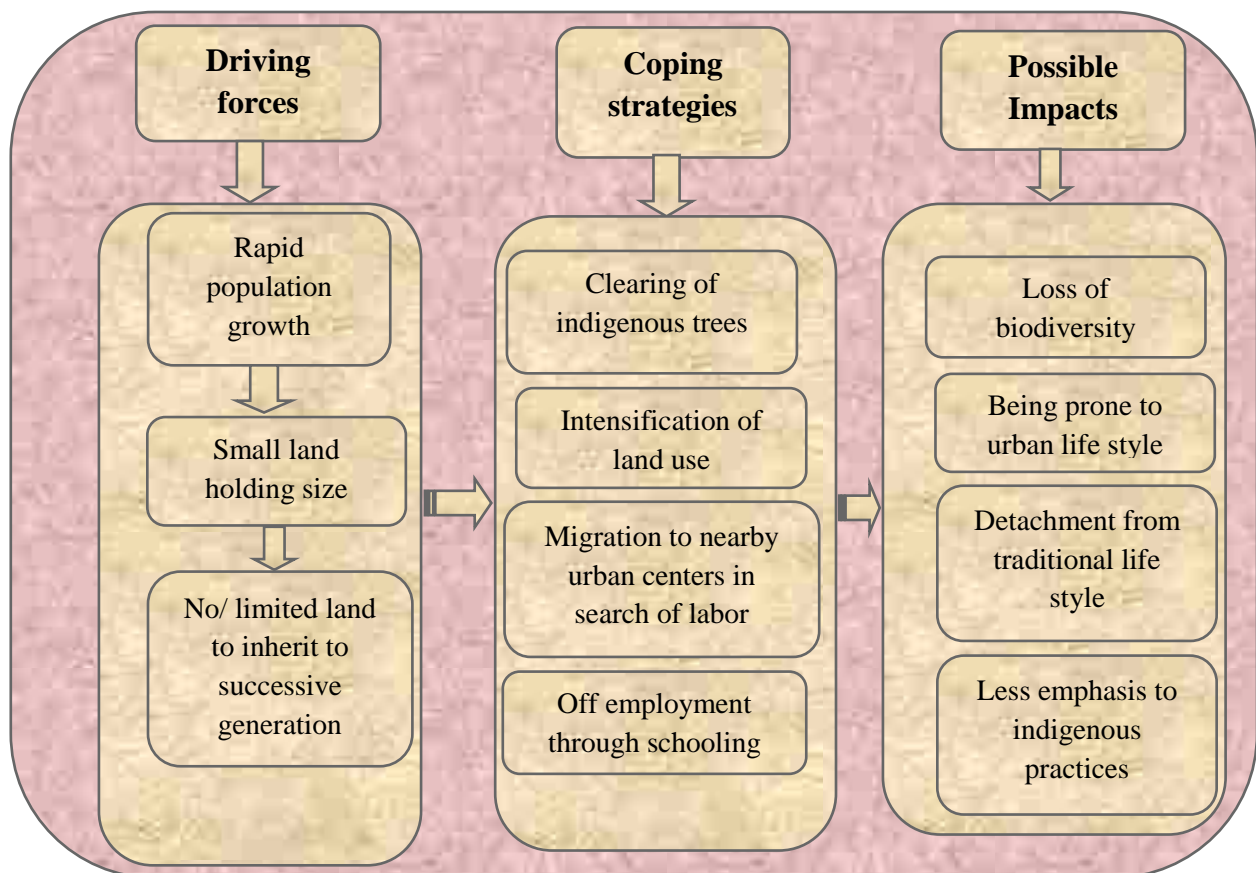 Driving
forces
Rapid
population
growth
Small land
holding size
No/ limited land
to inherit to
successive
generation
Coping
strategies
Clearing of
indigenous trees
Intensification of
land use
Migration to nearby
urban centers in
search of labor
Off employment
through schooling
Possible
Impacts
Loss of
biodiversity
Being prone to
urban life style
Detachment from
traditional life
style
Less emphasis to
indigenous
practices